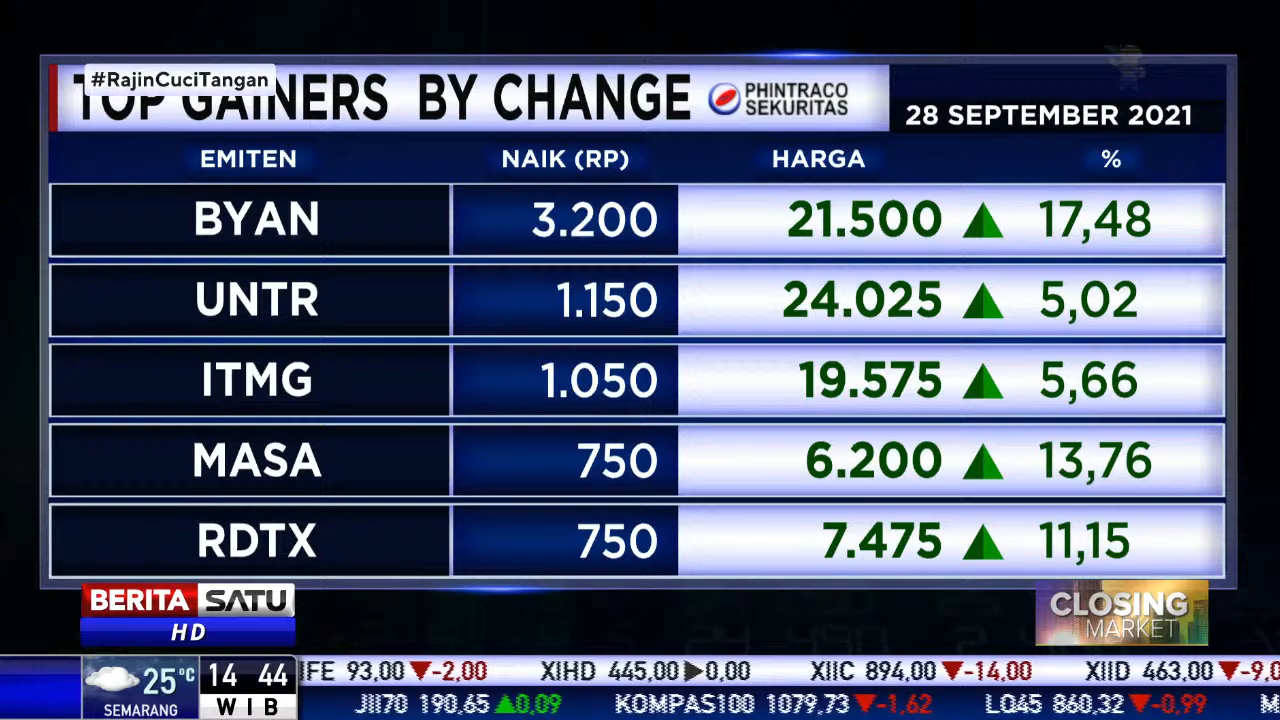 #RajinCuciTangan
TOP GAINERS BY CHANGE
PHINTRACO
SEKURITAS
28 SEPTEMBER 2021
EMITEN NAIK (RP) HARGA %
BYAN 3.200 21.500 ▲ 17,48
UNTR 1.150 24.025 ▲ 5,02
ITMG 1.050 19.575 ▲ 5,66
MASA 750 6.200 ▲ 13,76
RDTX 750 7.475 ▲ 11,15
BERITA SATU
HD
CLOSING
MARKET
25°C
SEMARANG
14 44
WIB
FE 93,00 ▼-2,00 XIHD 445,00 ▶0,00 XIIC 894,00 ▼-14,00 XIID 463,00 ▼-9,0
JII70 190,65 ▲0,09 KOMPAS100 1079,73 ▼-1,62 LQ45 860,32 ▼-0,99 M